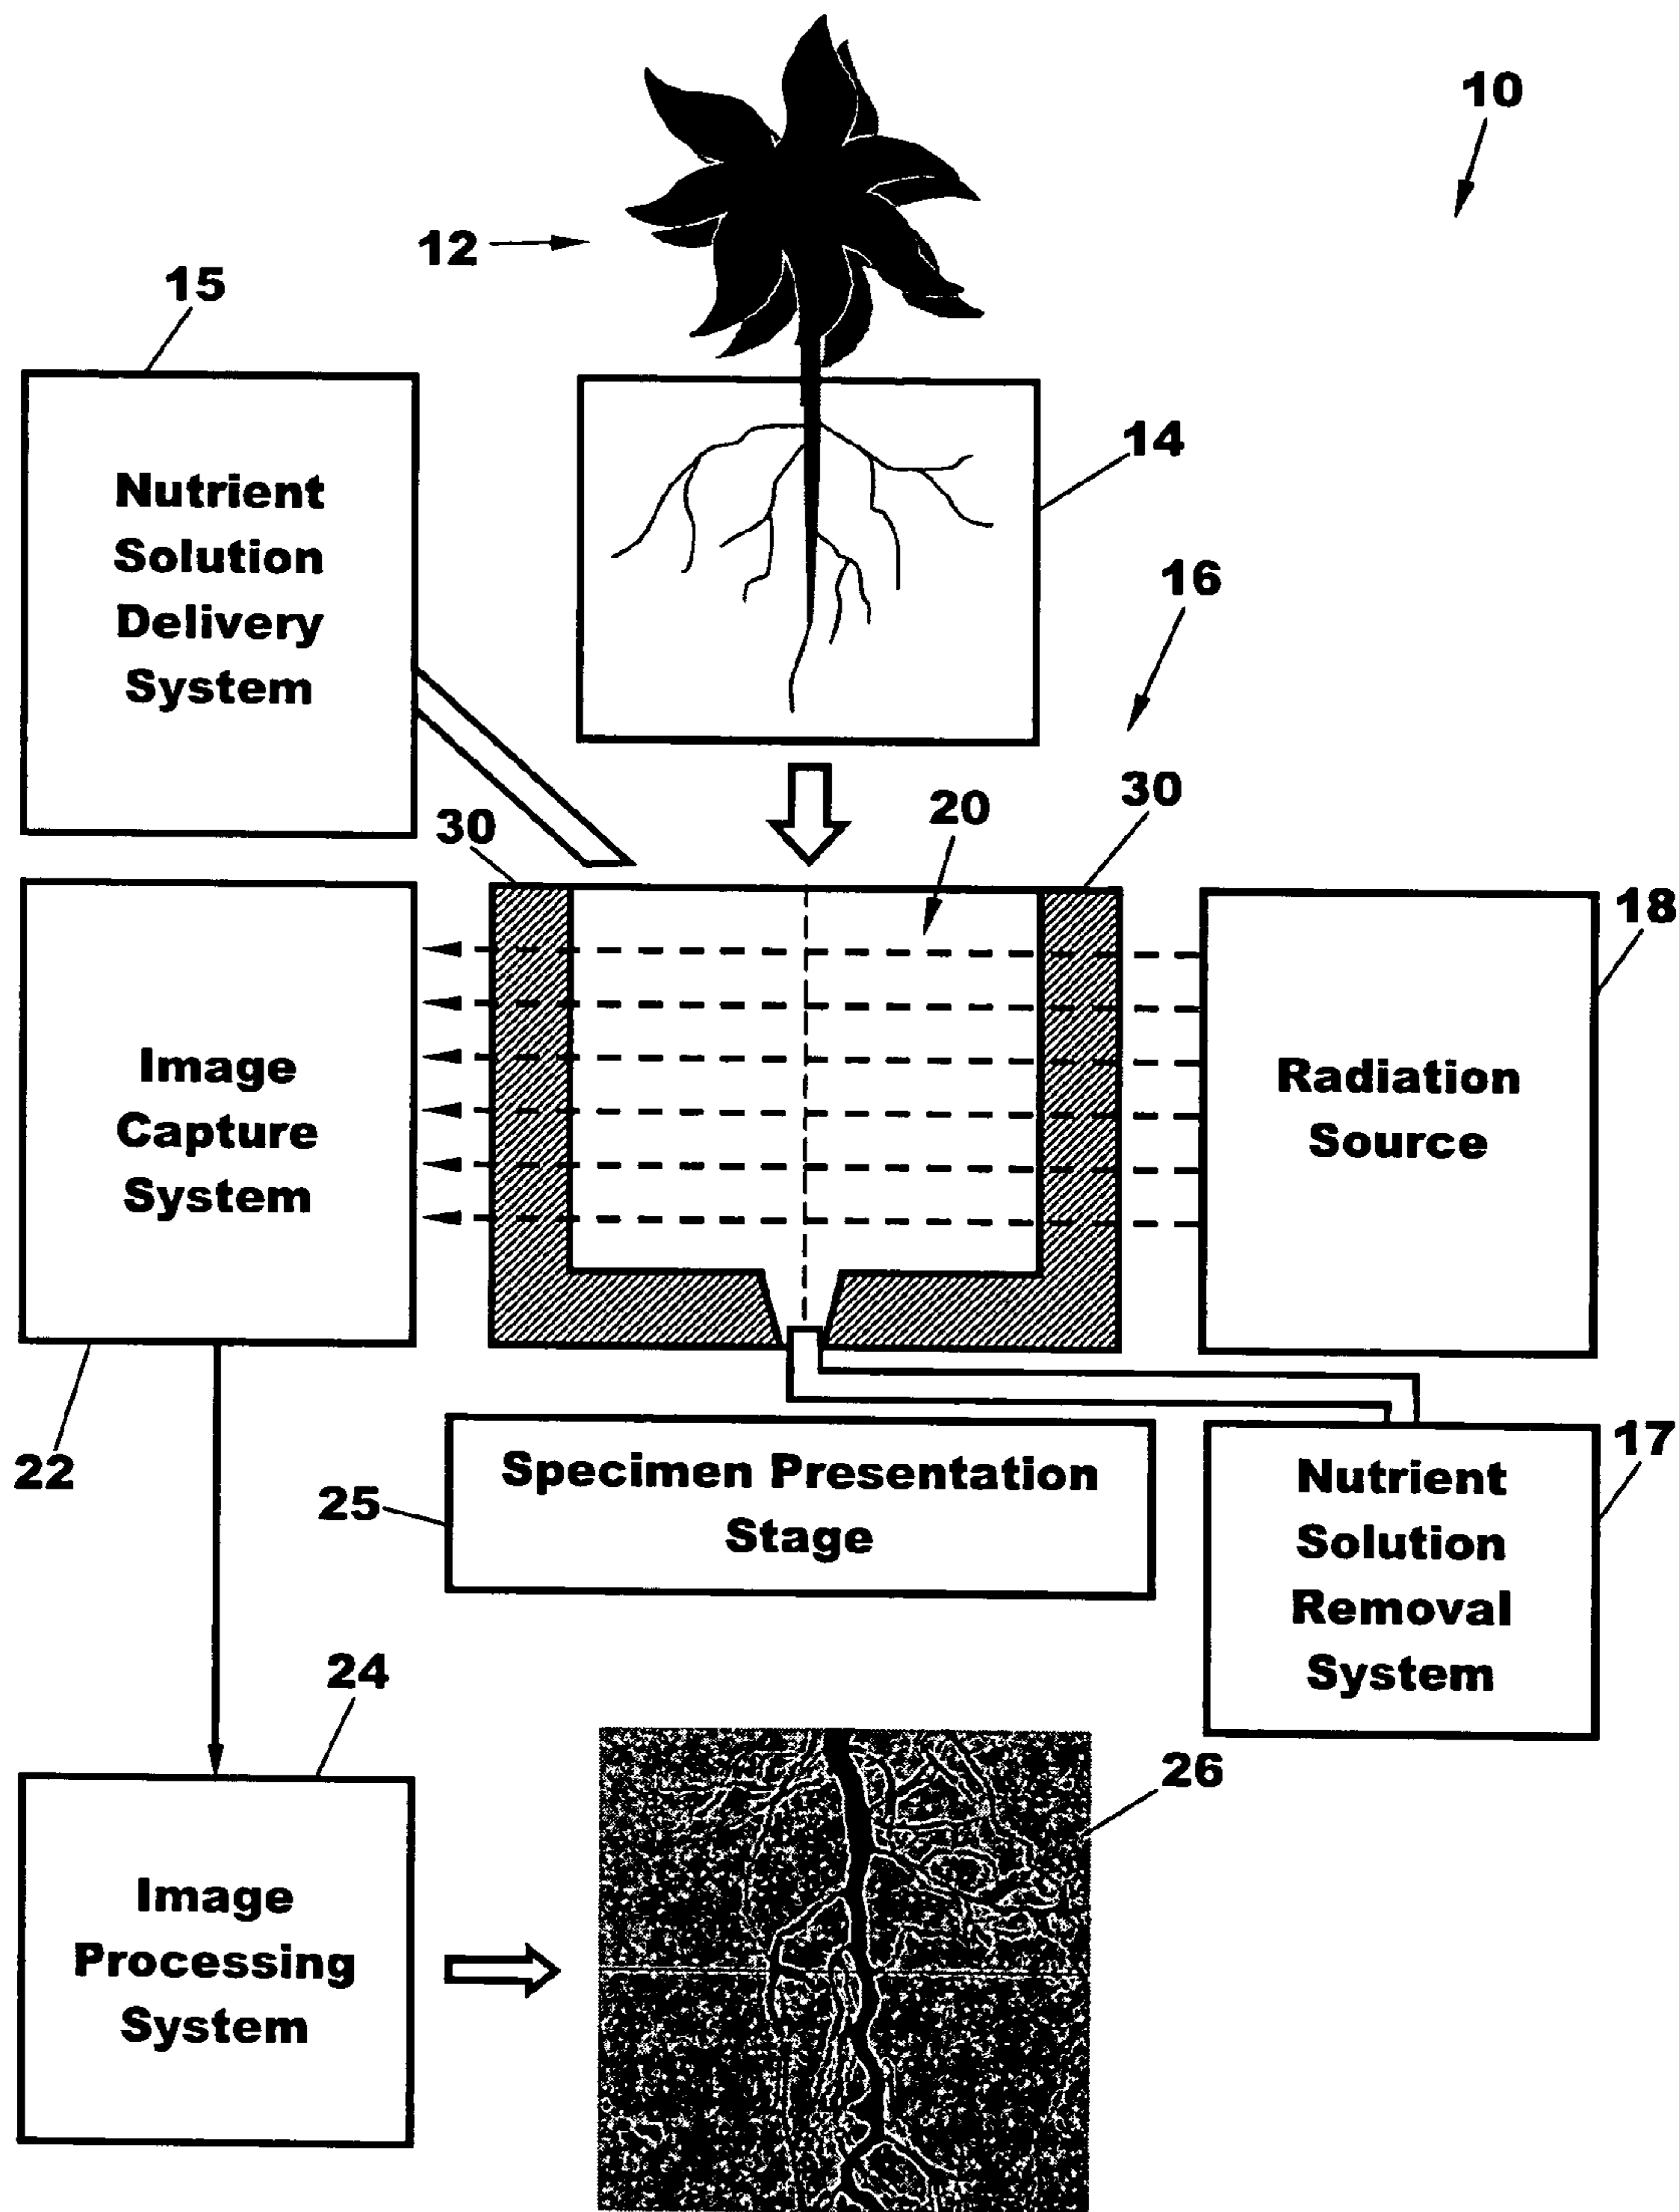 10
12
15
Nutrient
Solution
Delivery
System
14
16
30
20
30
18
Image
Capture
System
Radiation
Source
22
25
Specimen Presentation
Stage
17
Nutrient
Solution
Removal
System
24
Image
Processing
System
26